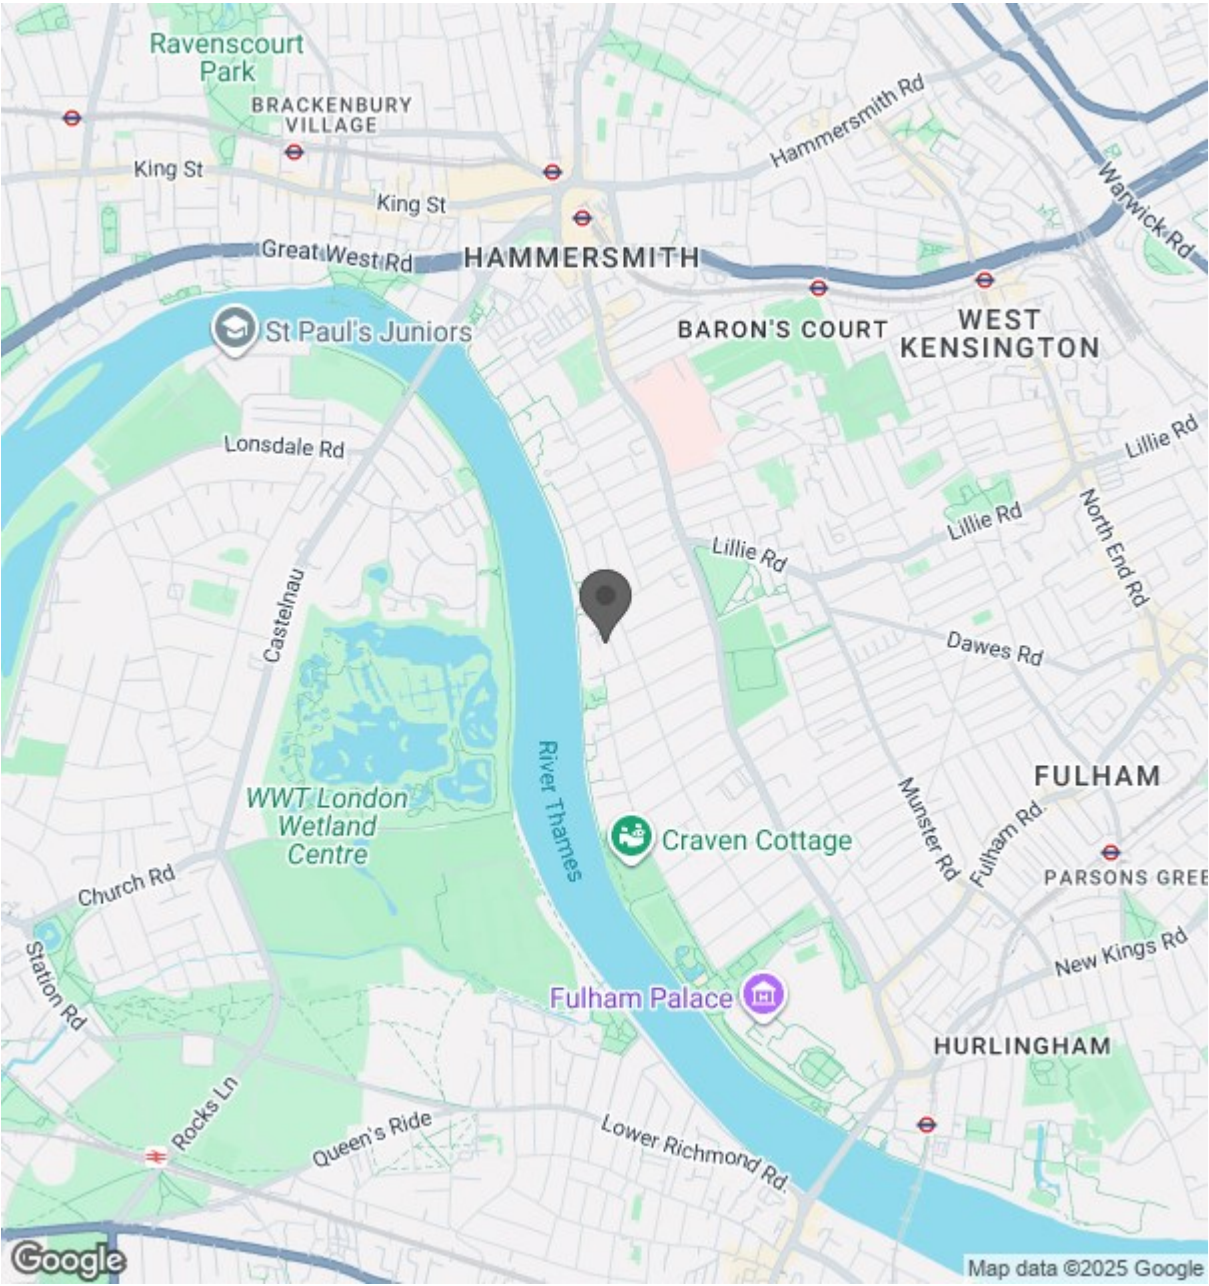 Ravenscourt
Park
BRACKENBURY
VILLAGE
Hammersmith Rd
King St
King St
Warwick Rd
Great West Rd
HAMMERSMITH
St Paul's Juniors
BARON'S COURT
WEST
KENSINGTON
Lonsdale Rd
Lillie Rd
Lillie Rd
Lillie Rd
North End Rd
Castelnau
Dawes Rd
River Thames
FULHAM
WWT London
Wetland
Centre
Munster Rd
Fulham Rd.
Craven Cottage
Church Rd
PARSONS GREE
Station Rd
New Kings Rd
Fulham Palace
HURLINGHAM
Rocks Ln
Queen's Ride
Lower Richmond Rd.
Google
Map data ©2025 Google